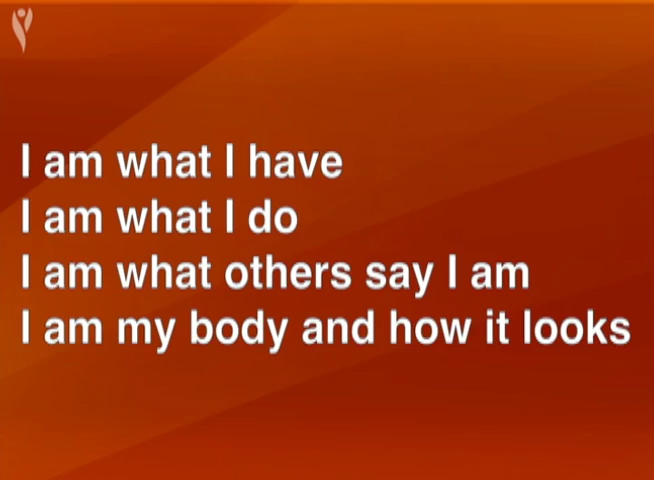 I am what I have
I am what I do
I am what others say I am
I am my body and how it looks